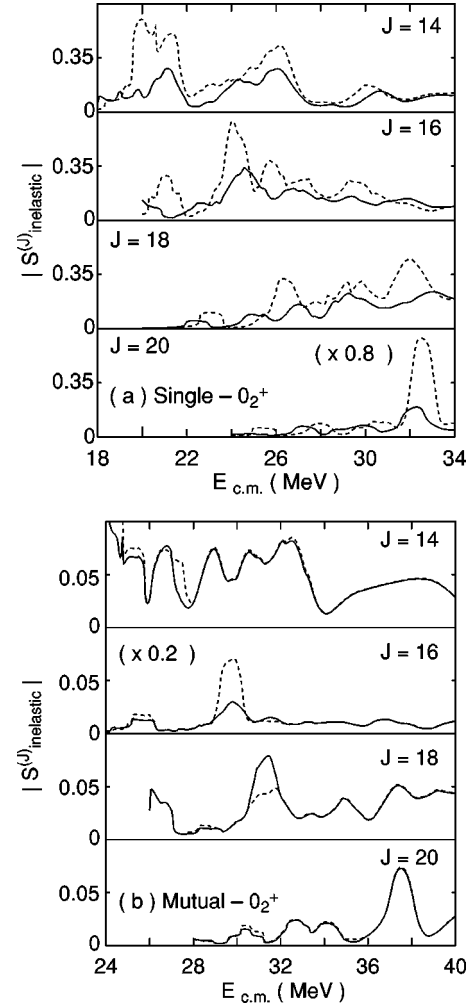 J = 14
0.35
0
J = 16
0.35
0
J = 18
0.35
0
J = 20
( x 0.8 )
0.35
0
( a ) Single – 0₂⁺
18 22 26 30 34
E c.m. ( MeV )
| S⁽ᴶ⁾ inelastic |
J = 14
0.05
0
( x 0.2 )
J = 16
0.05
0
J = 18
0.05
0
J = 20
0.05
0
( b ) Mutual – 0₂⁺
24 28 32 36 40
E c.m. ( MeV )
| S⁽ᴶ⁾ inelastic |